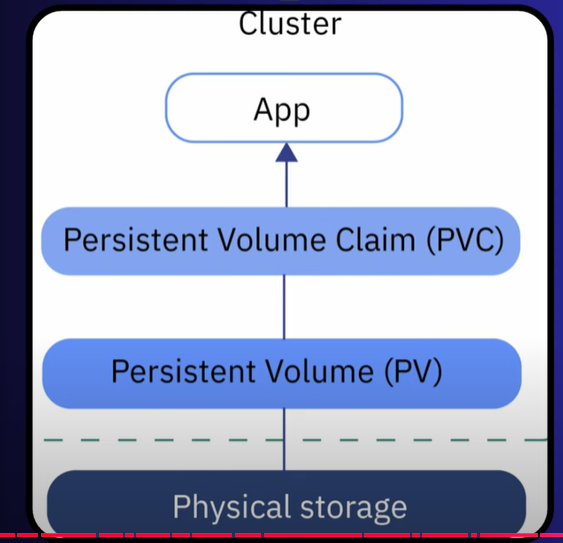 Cluster
App
Persistent Volume Claim (PVC)
Persistent Volume (PV)
Physical storage